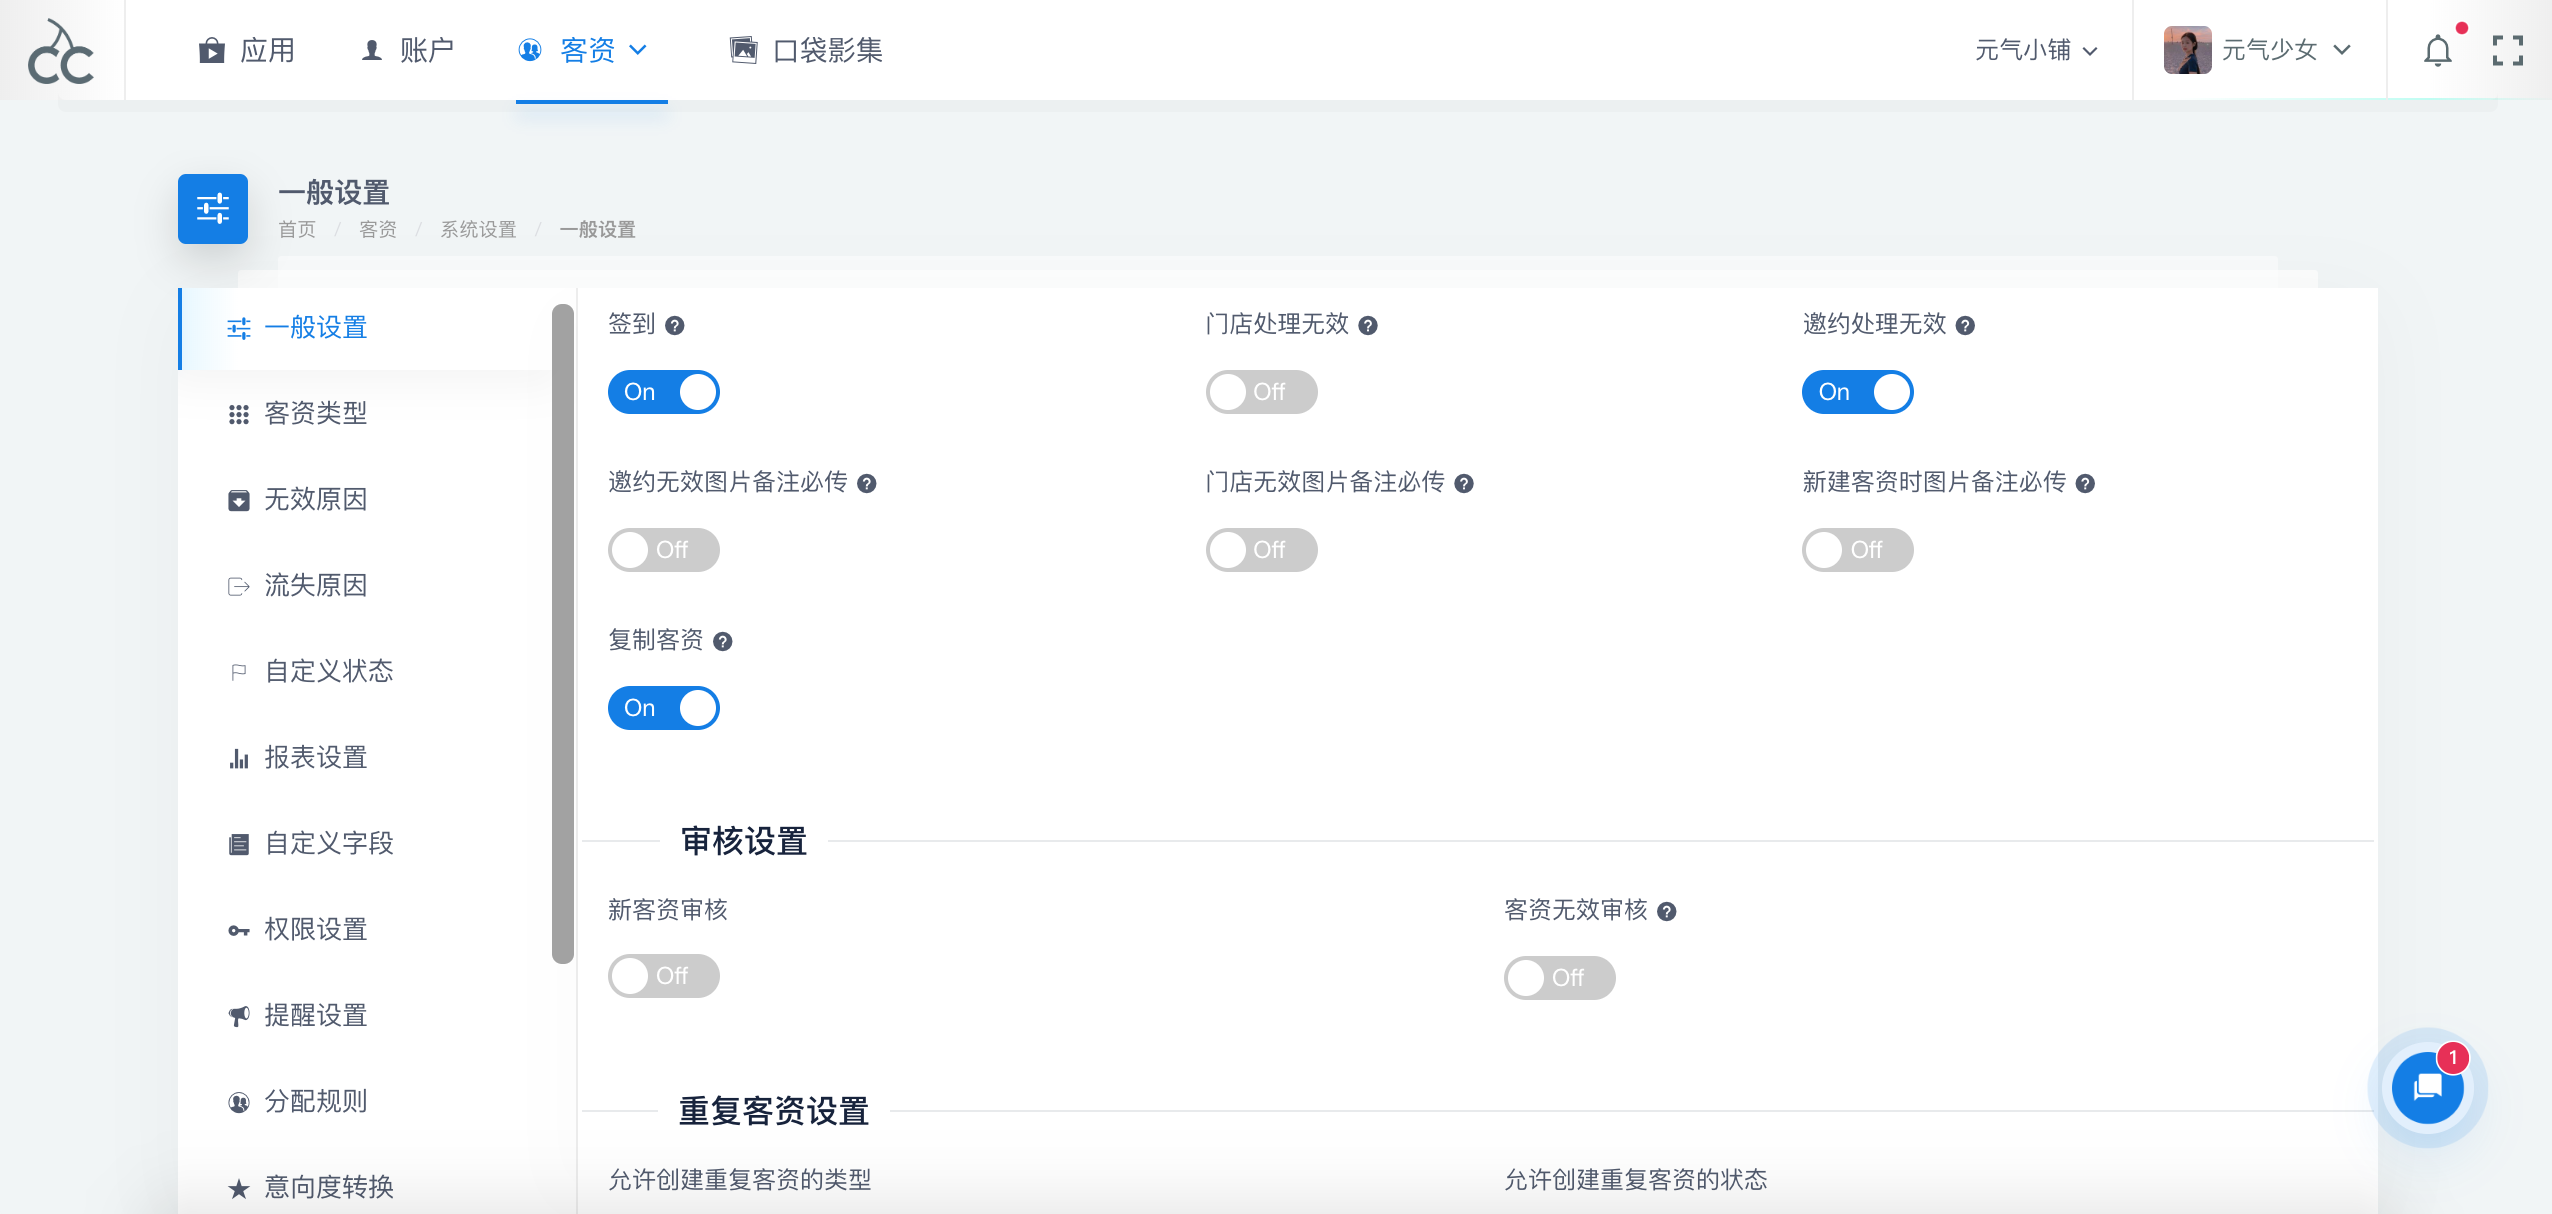 CC
应用
账户
客资
口袋影集
元气小铺
元气少女
一般设置
首页 / 客资 / 系统设置 / 一般设置
一般设置
客资类型
无效原因
流失原因
自定义状态
报表设置
自定义字段
权限设置
提醒设置
分配规则
意向度转换
签到
On
门店处理无效
Off
邀约处理无效
On
邀约无效图片备注必传
Off
门店无效图片备注必传
Off
新建客资时图片备注必传
Off
复制客资
On
审核设置
新客资审核
Off
客资无效审核
Off
重复客资设置
允许创建重复客资的类型
允许创建重复客资的状态
1